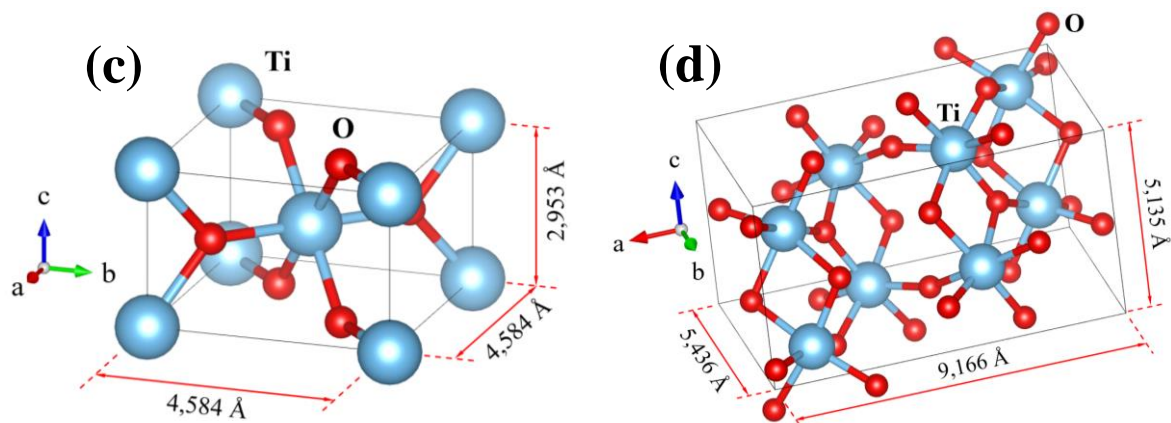 (c)
Ti
O
c
b
a
2,953 Å
4,584 Å
4,584 Å
(d)
O
Ti
c
a
b
5,135 Å
5,436 Å
9,166 Å